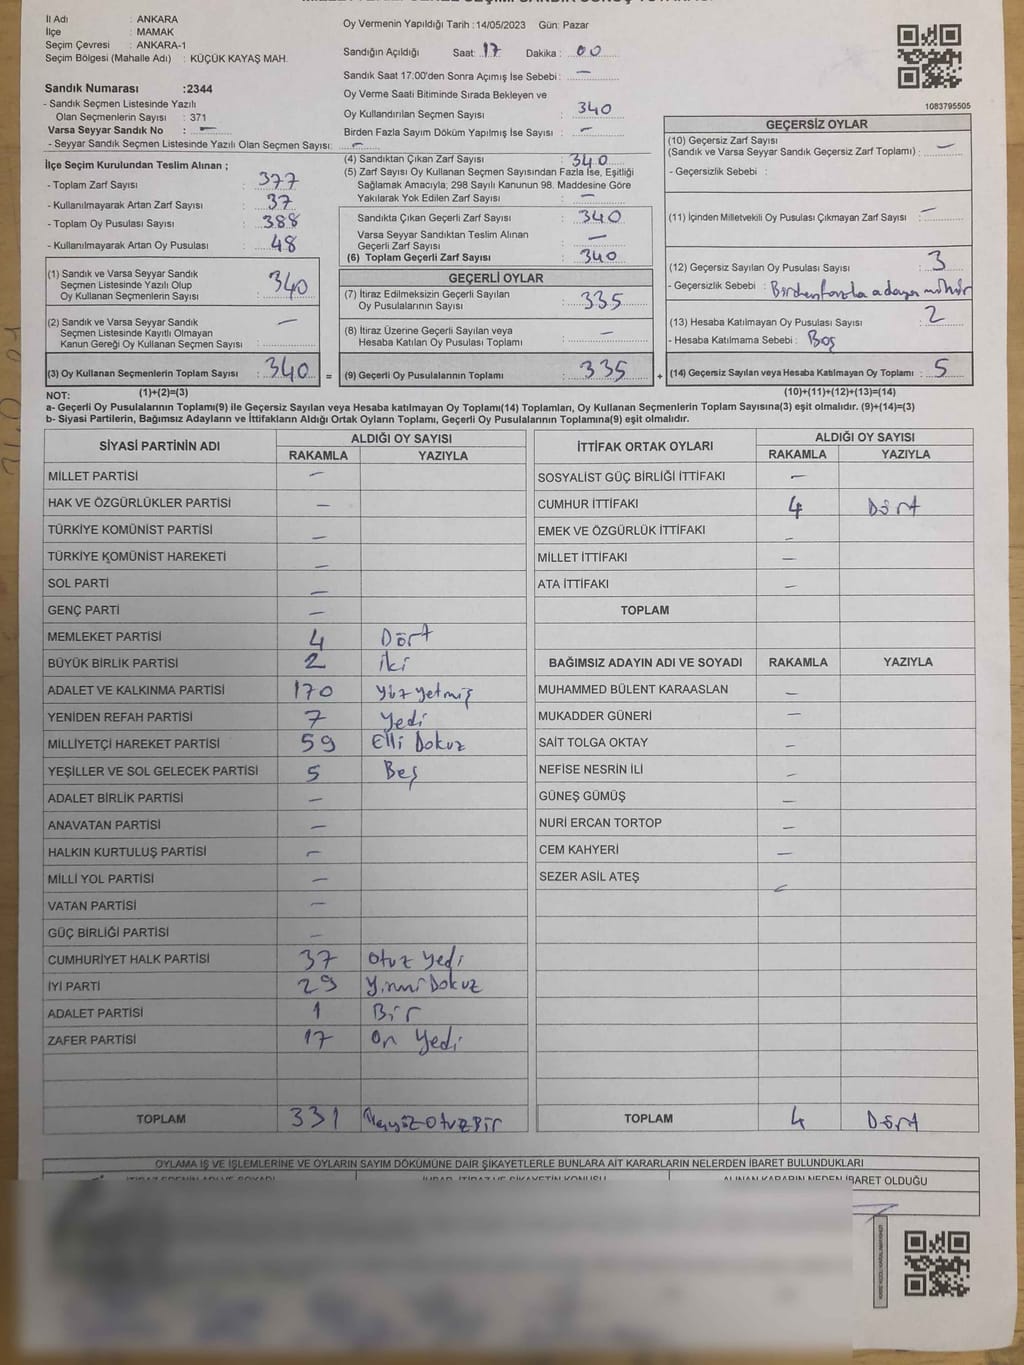 İl Adı : ANKARA
İlçe : MAMAK
Seçim Çevresi : ANKARA-1
Seçim Bölgesi (Mahalle Adı) : KÜÇÜK KAYAŞ MAH.
Sandık Numarası :2344
- Sandık Seçmen Listesinde Yazılı
Olan Seçmenlerin Sayısı : 371
Varsa Seyyar Sandık No : —
- Seyyar Sandık Seçmen Listesinde Yazılı Olan Seçmen Sayısı: —
İlçe Seçim Kurulundan Teslim Alınan ;
- Toplam Zarf Sayısı : 377
- Kullanılmayarak Artan Zarf Sayısı : 37
- Toplam Oy Pusulası Sayısı : 388
- Kullanılmayarak Artan Oy Pusulası : 48
(1) Sandık ve Varsa Seyyar Sandık
Seçmen Listesinde Yazılı Olup
Oy Kullanan Seçmenlerin Sayısı : 340
(2) Sandık ve Varsa Seyyar Sandık
Seçmen Listesinde Kayıtlı Olmayan
Kanun Gereği Oy Kullanan Seçmen Sayısı : —
(3) Oy Kullanan Seçmenlerin Toplam Sayısı : 340 =
Oy Vermenin Yapıldığı Tarih : 14/05/2023 Gün: Pazar
Sandığın Açıldığı Saat: 17 Dakika : 00
Sandık Saat 17:00'den Sonra Açımış İse Sebebi : —
Oy Verme Saati Bitiminde Sırada Bekleyen ve
Oy Kullandırılan Seçmen Sayısı : 340
Birden Fazla Sayım Döküm Yapılmış İse Sayısı : —
(4) Sandıktan Çıkan Zarf Sayısı : 340
(5) Zarf Sayısı Oy Kullanan Seçmen Sayısından Fazla İse, Eşitliği
Sağlamak Amacıyla, 298 Sayılı Kanunun 98. Maddesine Göre
Yakılarak Yok Edilen Zarf Sayısı : —
Sandıkta Çıkan Geçerli Zarf Sayısı : 340
Varsa Seyyar Sandıktan Teslim Alınan
Geçerli Zarf Sayısı : —
(6) Toplam Geçerli Zarf Sayısı : 340
GEÇERLİ OYLAR
(7) İtiraz Edilmeksizin Geçerli Sayılan
Oy Pusulalarının Sayısı : 335
(8) İtiraz Üzerine Geçerli Sayılan veya
Hesaba Katılan Oy Pusulası Toplamı : —
(9) Geçerli Oy Pusulalarının Toplamı : 335 +
1083795505
GEÇERSİZ OYLAR
(10) Geçersiz Zarf Sayısı
(Sandık ve Varsa Seyyar Sandık Geçersiz Zarf Toplamı) : —
- Geçersizlik Sebebi :
(11) İçinden Milletvekili Oy Pusulası Çıkmayan Zarf Sayısı : —
(12) Geçersiz Sayılan Oy Pusulası Sayısı : 3
- Geçersizlik Sebebi : Birden fazla adaya mühür
(13) Hesaba Katılmayan Oy Pusulası Sayısı : 2
- Hesaba Katılmama Sebebi : Boş
(14) Geçersiz Sayılan veya Hesaba Katılmayan Oy Toplamı : 5
NOT: (1)+(2)=(3) (10)+(11)+(12)+(13)=(14)
a- Geçerli Oy Pusulalarının Toplamı(9) ile Geçersiz Sayılan veya Hesaba katılmayan Oy Toplamı(14) Toplamları, Oy Kullanan Seçmenlerin Toplam Sayısına(3) eşit olmalıdır. (9)+(14)=(3)
b- Siyasi Partilerin, Bağımsız Adayların ve İttifakların Aldığı Ortak Oyların Toplamı, Geçerli Oy Pusulalarının Toplamına(9) eşit olmalıdır.
SİYASİ PARTİNİN ADI ALDIĞI OY SAYISI
RAKAMLA YAZIYLA
MİLLET PARTİSİ —
HAK VE ÖZGÜRLÜKLER PARTİSİ —
TÜRKİYE KOMÜNİST PARTİSİ —
TÜRKİYE KOMÜNİST HAREKETİ —
SOL PARTİ —
GENÇ PARTİ —
MEMLEKET PARTİSİ 4 Dört
BÜYÜK BİRLİK PARTİSİ 2 iki
ADALET VE KALKINMA PARTİSİ 170 yüz yetmiş
YENİDEN REFAH PARTİSİ 7 yedi
MİLLİYETÇİ HAREKET PARTİSİ 59 Elli Dokuz
YEŞİLLER VE SOL GELECEK PARTİSİ 5 Beş
ADALET BİRLİK PARTİSİ —
ANAVATAN PARTİSİ —
HALKIN KURTULUŞ PARTİSİ —
MİLLİ YOL PARTİSİ —
VATAN PARTİSİ —
GÜÇ BİRLİĞİ PARTİSİ —
CUMHURİYET HALK PARTİSİ 37 otuz yedi
İYİ PARTİ 29 Yirmi Dokuz
ADALET PARTİSİ 1 Bir
ZAFER PARTİSİ 17 On Yedi
TOPLAM 331 Üçyüz Otuz Bir
İTTİFAK ORTAK OYLARI ALDIĞI OY SAYISI
RAKAMLA YAZIYLA
SOSYALİST GÜÇ BİRLİĞİ İTTİFAKI —
CUMHUR İTTİFAKI 4 Dört
EMEK VE ÖZGÜRLÜK İTTİFAKI —
MİLLET İTTİFAKI —
ATA İTTİFAKI —
TOPLAM
BAĞIMSIZ ADAYIN ADI VE SOYADI RAKAMLA YAZIYLA
MUHAMMED BÜLENT KARAASLAN —
MUKADDER GÜNERİ —
SAİT TOLGA OKTAY —
NEFİSE NESRİN İLİ —
GÜNEŞ GÜMÜŞ —
NURİ ERCAN TORTOP —
CEM KAHYERİ —
SEZER ASİL ATEŞ —
TOPLAM 4 Dört
OYLAMA İŞ VE İŞLEMLERİNE VE OYLARIN SAYIM DÖKÜMÜNE DAİR ŞİKAYETLERLE BUNLARA AİT KARARLARIN NELERDEN İBARET BULUNDUKLARI
ALINAN KARARIN NEDEN İBARET OLDUĞU